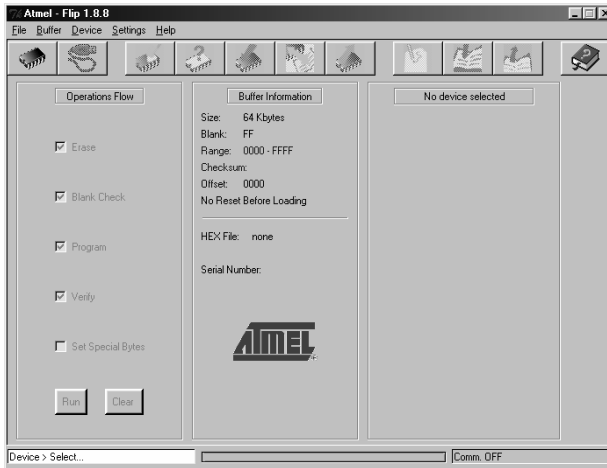 Atmel - Flip 1.8.8
File Buffer Device Settings Help
Operations Flow
Erase
Blank Check
Program
Verify
Set Special Bytes
Run Clear
Buffer Information
Size: 64 Kbytes
Blank: FF
Range: 0000 - FFFF
Checksum:
Offset: 0000
No Reset Before Loading
HEX File: none
Serial Number:
ATMEL
No device selected
Device > Select...
Comm. OFF